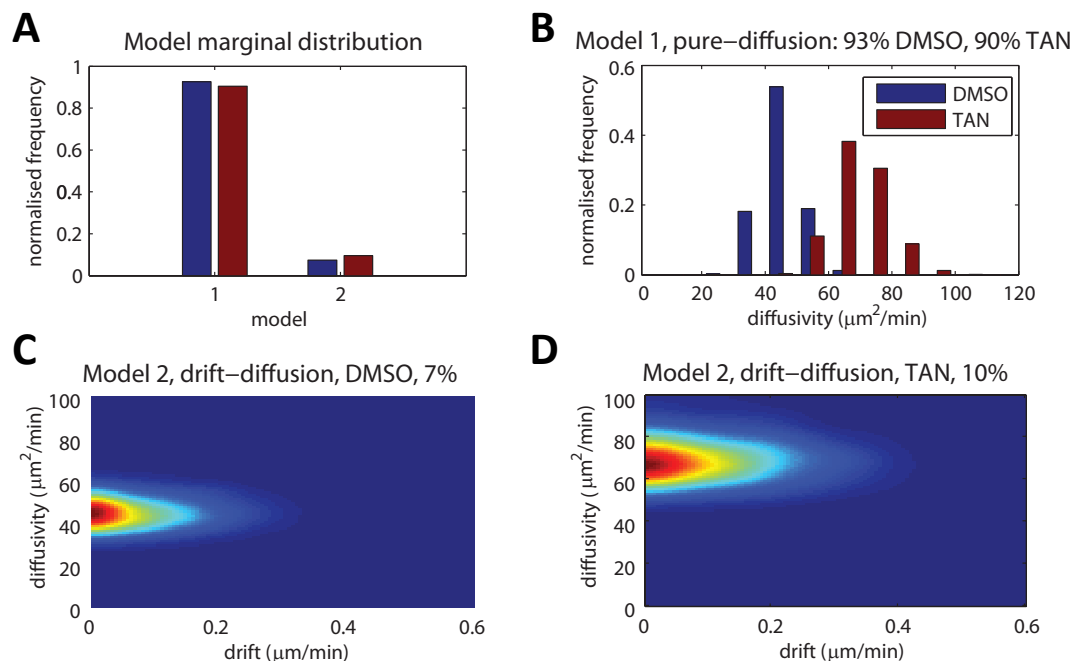 A
Model marginal distribution
normalised frequency
1
0.8
0.6
0.4
0.2
0
1
2
model
B
Model 1, pure−diffusion: 93% DMSO, 90% TAN
normalised frequency
0.6
0.4
0.2
0
DMSO
TAN
0
20
40
60
80
100
120
diffusivity (μm²/min)
C
Model 2, drift−diffusion, DMSO, 7%
diffusivity (μm²/min)
100
80
60
40
20
0
0
0.2
0.4
0.6
drift (μm/min)
D
Model 2, drift−diffusion, TAN, 10%
diffusivity (μm²/min)
100
80
60
40
20
0
0
0.2
0.4
0.6
drift (μm/min)